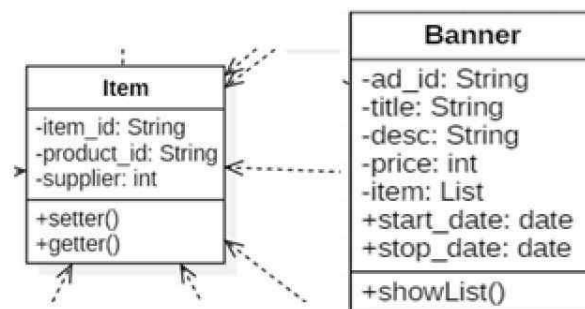 Item
-item_id: String
-product_id: String
-supplier: int
+setter()
+getter()
Banner
-ad_id: String
-title: String
-desc: String
-price: int
-item: List
+start_date: date
+stop_date: date
+showList()